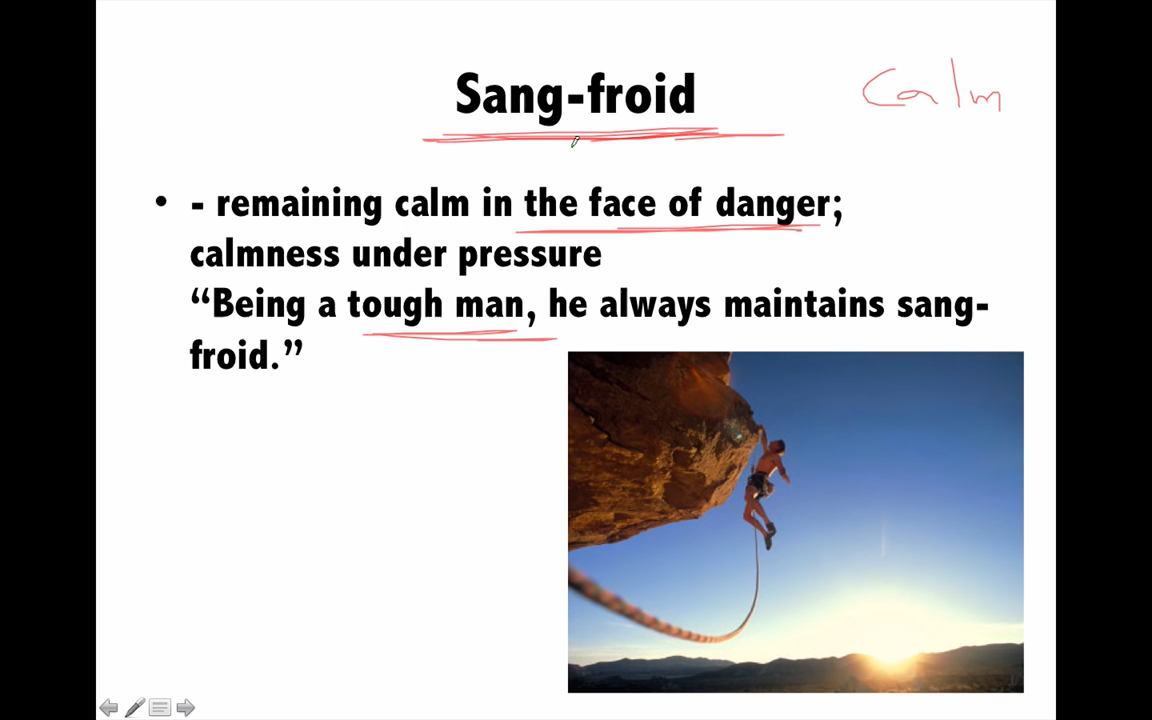 Sang-froid
Calm
• - remaining calm in the face of danger;
calmness under pressure
“Being a tough man, he always maintains sang-
froid.”